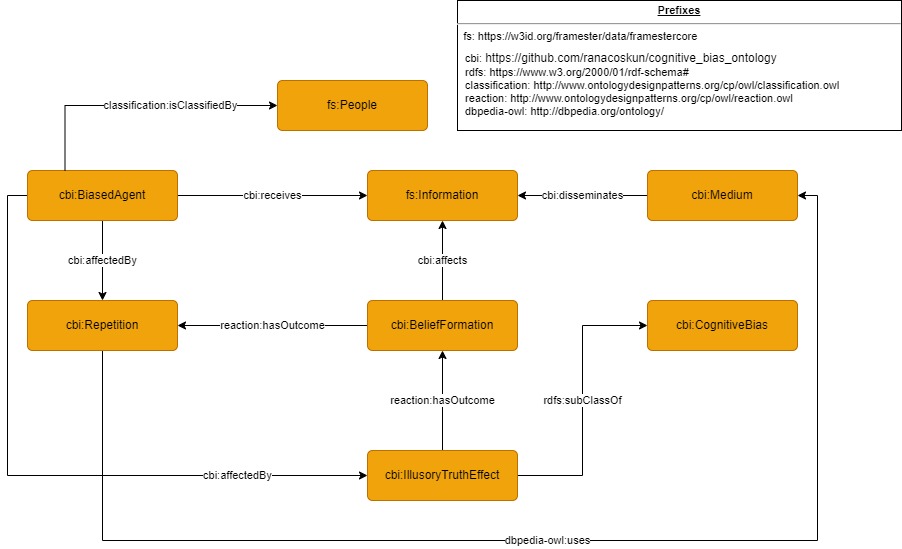 Prefixes
fs: https://w3id.org/framester/data/framestercore
cbi: https://github.com/ranacoskun/cognitive_bias_ontology
rdfs: https://www.w3.org/2000/01/rdf-schema#
classification: http://www.ontologydesignpatterns.org/cp/owl/classification.owl
reaction: http://www.ontologydesignpatterns.org/cp/owl/reaction.owl
dbpedia-owl: http://dbpedia.org/ontology/
classification:isClassifiedBy
fs:People
cbi:BiasedAgent
cbi:receives
fs:Information
cbi:disseminates
cbi:Medium
cbi:affectedBy
cbi:affects
cbi:Repetition
reaction:hasOutcome
cbi:BeliefFormation
cbi:CognitiveBias
reaction:hasOutcome
rdfs:subClassOf
cbi:affectedBy
cbi:IllusoryTruthEffect
dbpedia-owl:uses